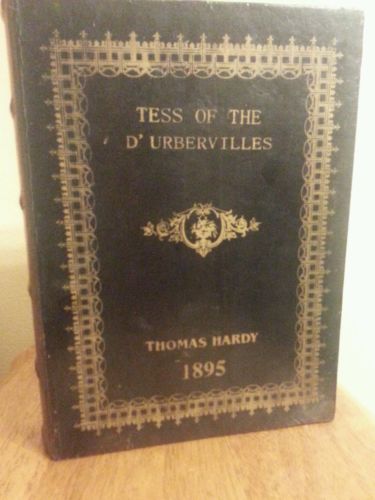 TESS OF THE
D' URBERVILLES
THOMAS HARDY
1895